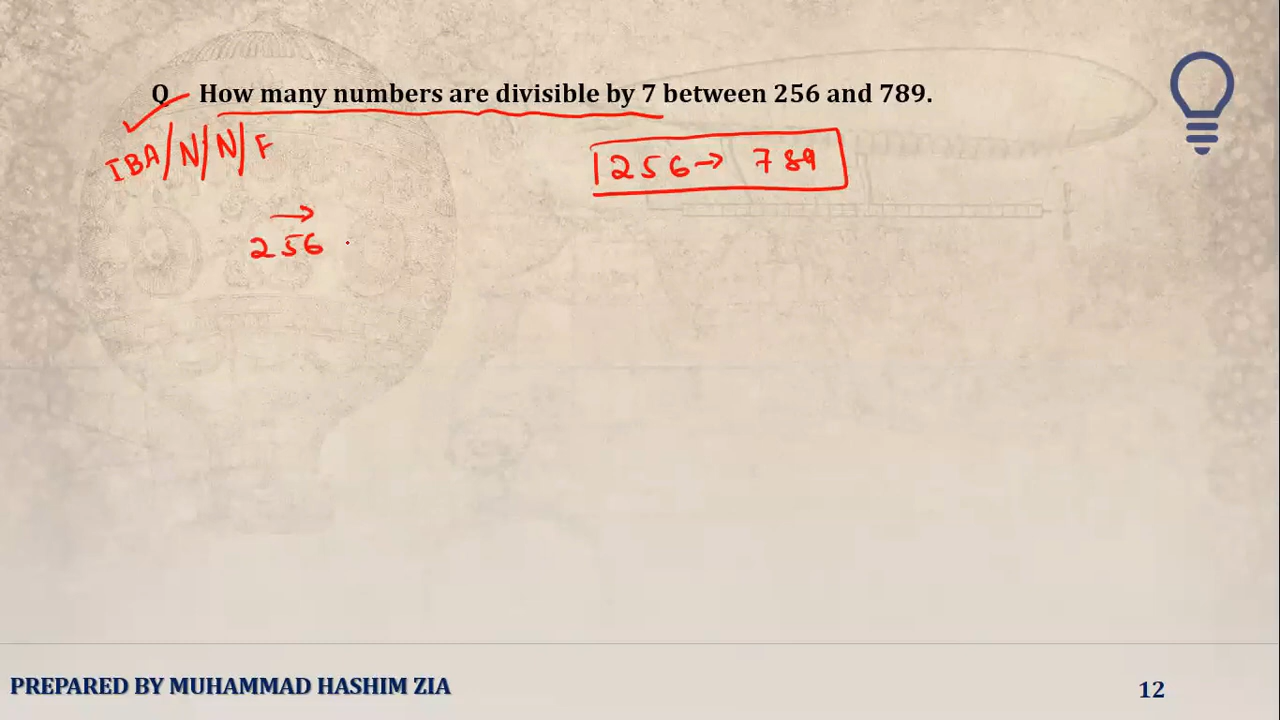 Q How many numbers are divisible by 7 between 256 and 789.
IBA/N/N/F
256→ 789
256
PREPARED BY MUHAMMAD HASHIM ZIA
12